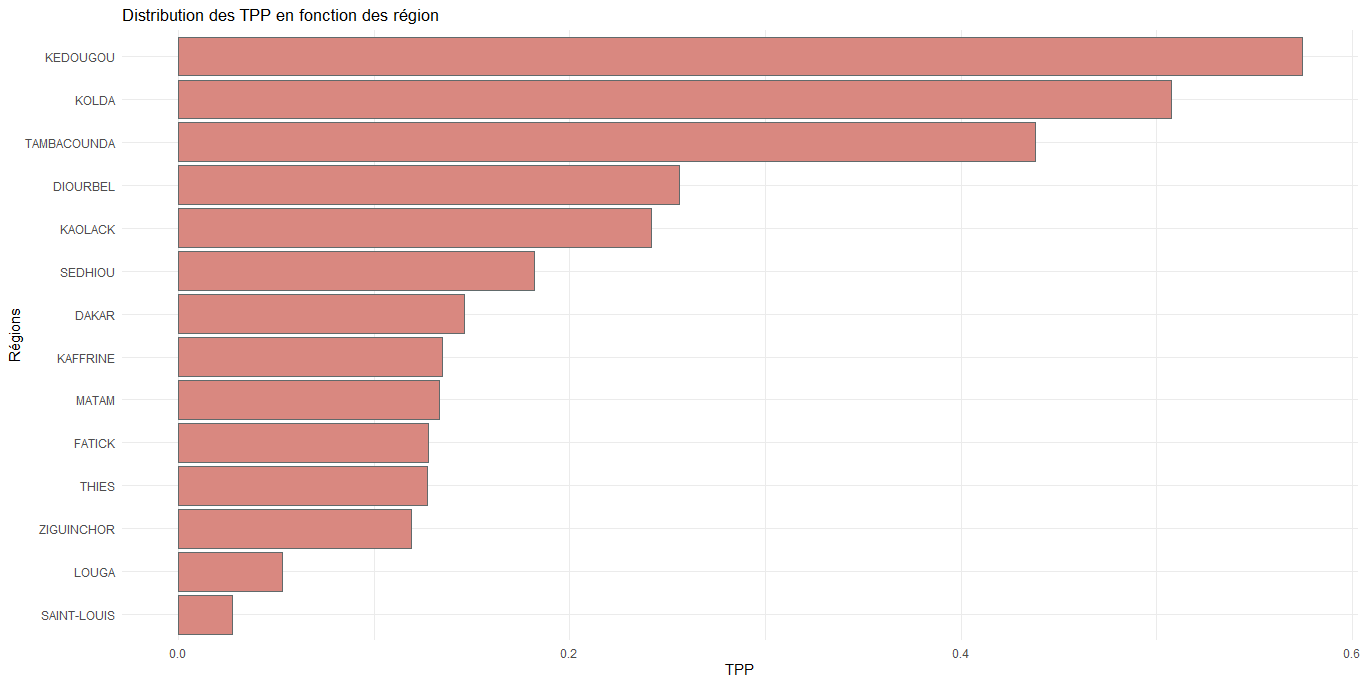 Distribution des TPP en fonction des région
KEDOUGOU
KOLDA
TAMBACOUNDA
DIOURBEL
KAOLACK
SEDHIOU
DAKAR
KAFFRINE
MATAM
FATICK
THIES
ZIGUINCHOR
LOUGA
SAINT-LOUIS
Régions
0.0 0.2 0.4 0.6
TPP